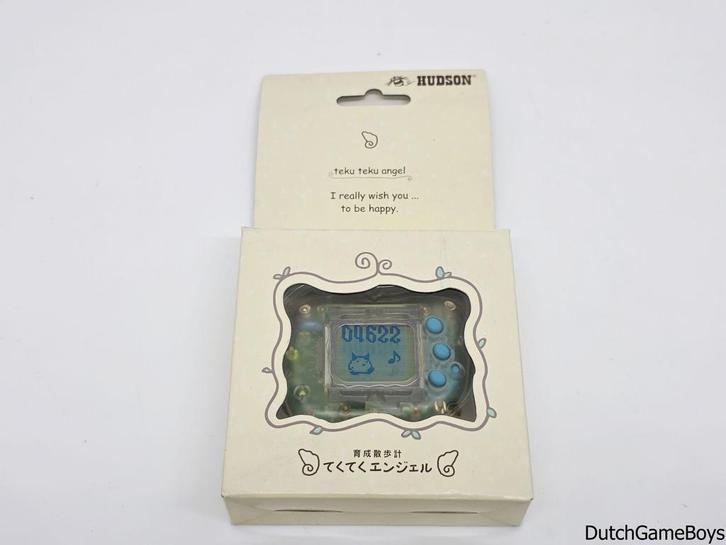 HUDSON
teku teku angel
I really wish you ...
to be happy.
04622
育成散歩計
てくてくエンジェル
DutchGameBoys